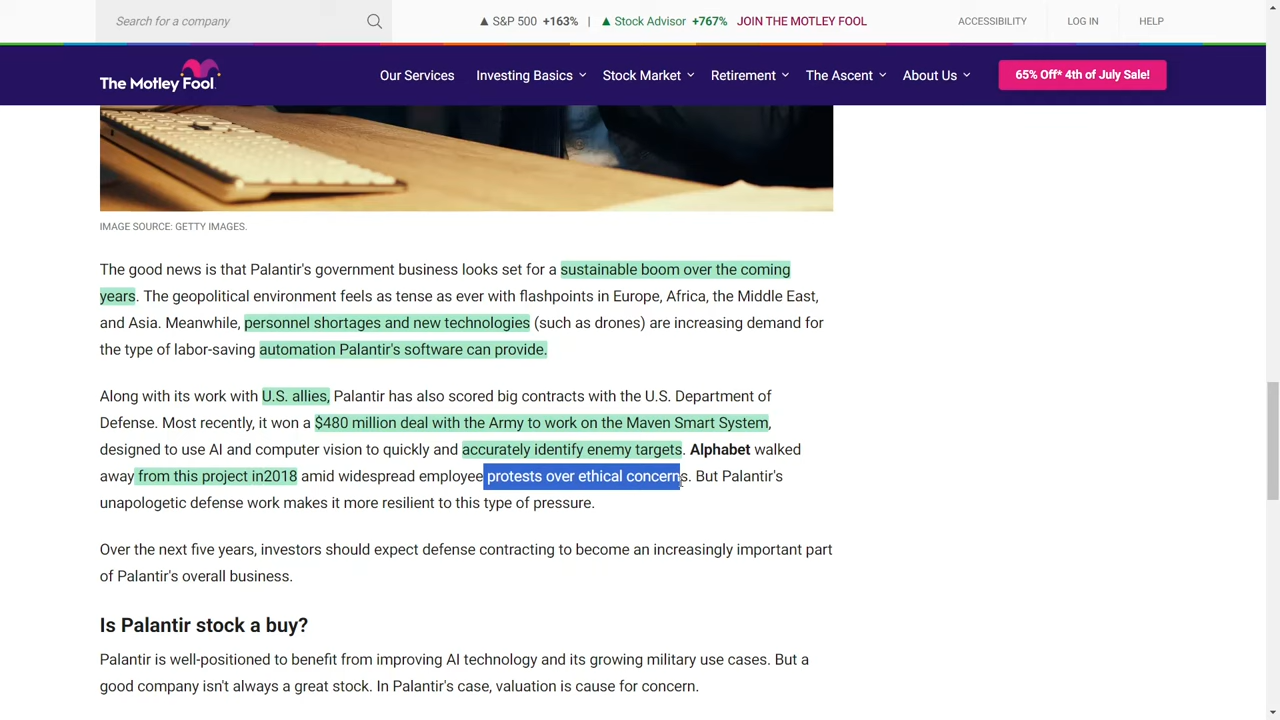 Search for a company
▲ S&P 500 +163% | ▲ Stock Advisor +767% JOIN THE MOTLEY FOOL
ACCESSIBILITY LOG IN HELP
The Motley Fool
Our Services Investing Basics Stock Market Retirement The Ascent About Us 65% Off* 4th of July Sale!
IMAGE SOURCE: GETTY IMAGES.
The good news is that Palantir's government business looks set for a sustainable boom over the coming
years. The geopolitical environment feels as tense as ever with flashpoints in Europe, Africa, the Middle East,
and Asia. Meanwhile, personnel shortages and new technologies (such as drones) are increasing demand for
the type of labor-saving automation Palantir's software can provide.
Along with its work with U.S. allies, Palantir has also scored big contracts with the U.S. Department of
Defense. Most recently, it won a $480 million deal with the Army to work on the Maven Smart System,
designed to use AI and computer vision to quickly and accurately identify enemy targets. Alphabet walked
away from this project in2018 amid widespread employee protests over ethical concerns. But Palantir's
unapologetic defense work makes it more resilient to this type of pressure.
Over the next five years, investors should expect defense contracting to become an increasingly important part
of Palantir's overall business.
Is Palantir stock a buy?
Palantir is well-positioned to benefit from improving AI technology and its growing military use cases. But a
good company isn't always a great stock. In Palantir's case, valuation is cause for concern.